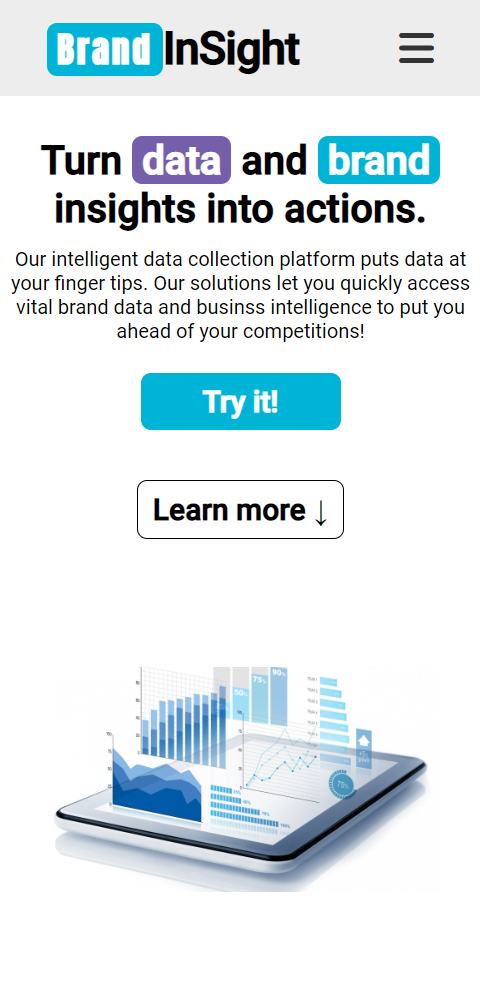 Brand InSight
Turn data and brand
insights into actions.
Our intelligent data collection platform puts data at
your finger tips. Our solutions let you quickly access
vital brand data and businss intelligence to put you
ahead of your competitions!
Try it!
Learn more ↓
50%
75%
90%
75%